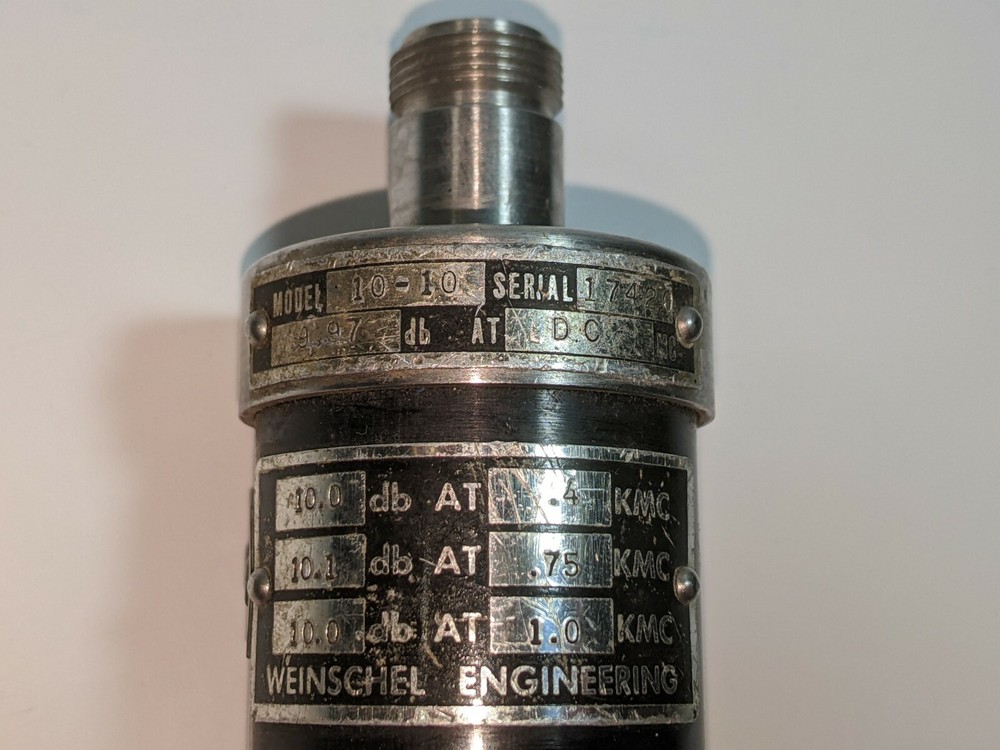 MODEL 10-10 SERIAL
9.97 db AT DC MC
10.0 db AT .4 KMC
10.1 db AT .75 KMC
10.0 db AT 1.0 KMC
WEINSCHEL ENGINEERING